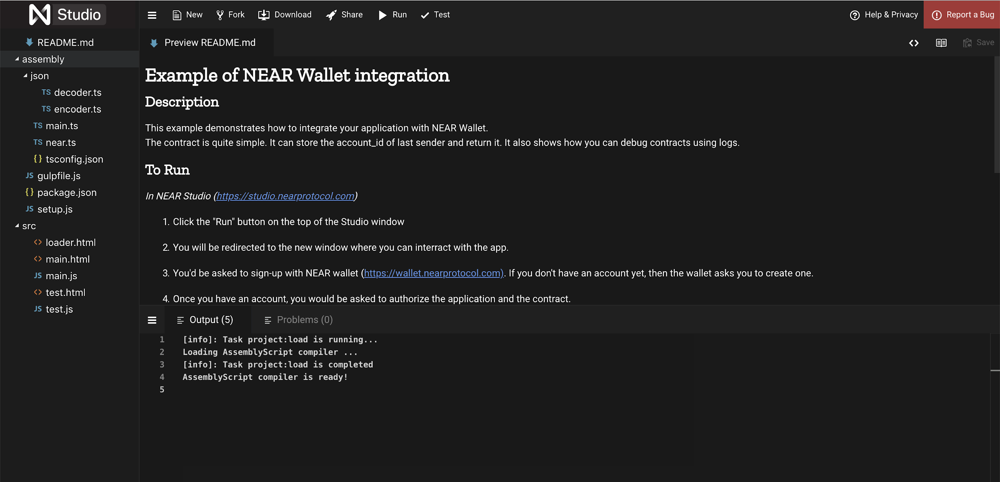 N Studio
New Fork Download Share Run Test Help & Privacy Report a Bug
README.md
assembly
json
TS decoder.ts
TS encoder.ts
TS main.ts
TS near.ts
{} tsconfig.json
JS gulpfile.js
{} package.json
JS setup.js
src
<> loader.html
<> main.html
JS main.js
<> test.html
JS test.js
Preview README.md
Save
Example of NEAR Wallet integration
Description
This example demonstrates how to integrate your application with NEAR Wallet.
The contract is quite simple. It can store the account_id of last sender and return it. It also shows how you can debug contracts using logs.
To Run
In NEAR Studio (https://studio.nearprotocol.com)
1. Click the "Run" button on the top of the Studio window
2. You will be redirected to the new window where you can interract with the app.
3. You'd be asked to sign-up with NEAR wallet (https://wallet.nearprotocol.com). If you don't have an account yet, then the wallet asks you to create one.
4. Once you have an account, you would be asked to authorize the application and the contract.
Output (5) Problems (0)
1 [info]: Task project:load is running...
2 Loading AssemblyScript compiler ...
3 [info]: Task project:load is completed
4 AssemblyScript compiler is ready!
5